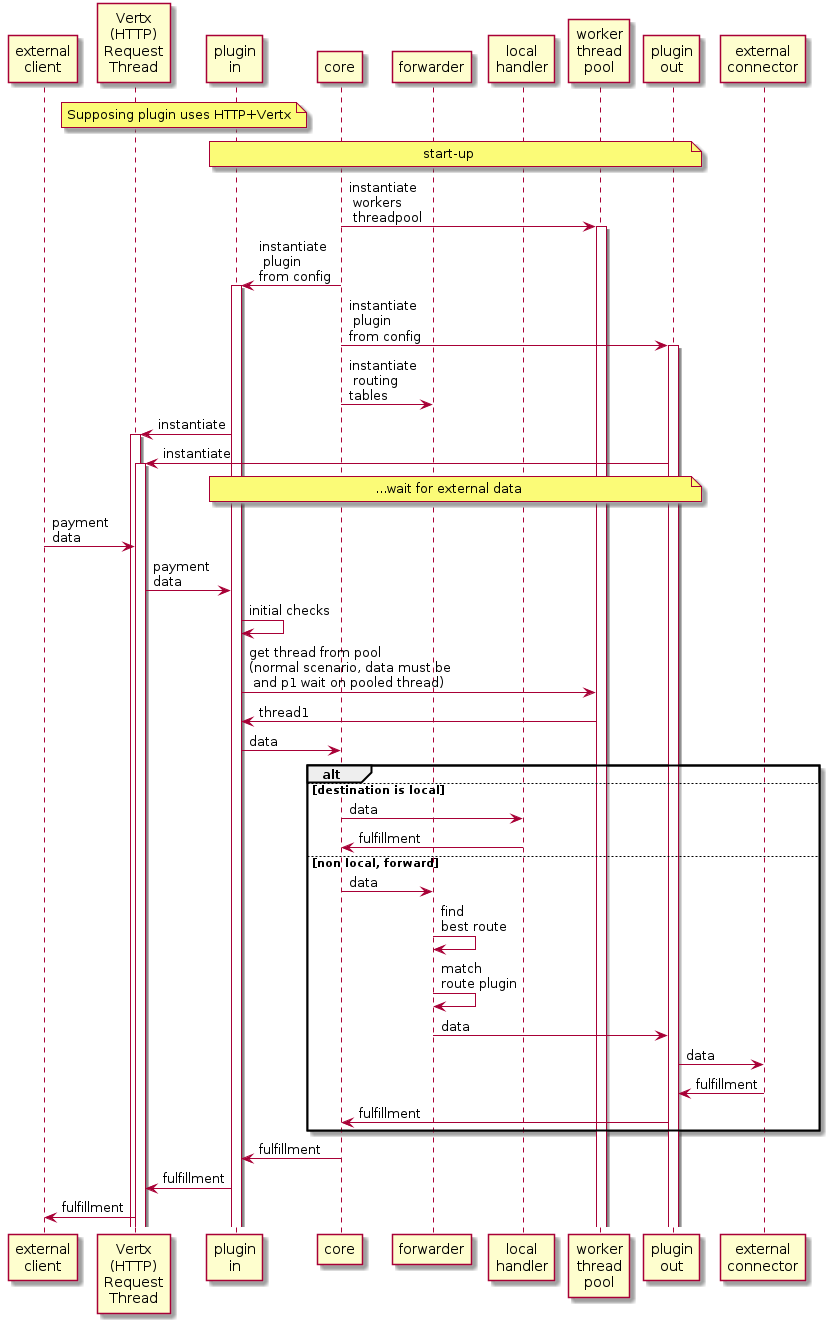 external
client
Vertx
(HTTP)
Request
Thread
plugin
in
core
forwarder
local
handler
worker
thread
pool
plugin
out
external
connector
Supposing plugin uses HTTP+Vertx
start-up
instantiate
workers
threadpool
instantiate
plugin
from config
instantiate
plugin
from config
instantiate
routing
tables
instantiate
instantiate
...wait for external data
payment
data
payment
data
initial checks
get thread from pool
(normal scenario, data must be
and p1 wait on pooled thread)
thread1
data
alt
[destination is local]
data
fulfillment
[non local, forward]
data
find
best route
match
route plugin
data
data
fulfillment
fulfillment
fulfillment
fulfillment
fulfillment
external
client
Vertx
(HTTP)
Request
Thread
plugin
in
core
forwarder
local
handler
worker
thread
pool
plugin
out
external
connector